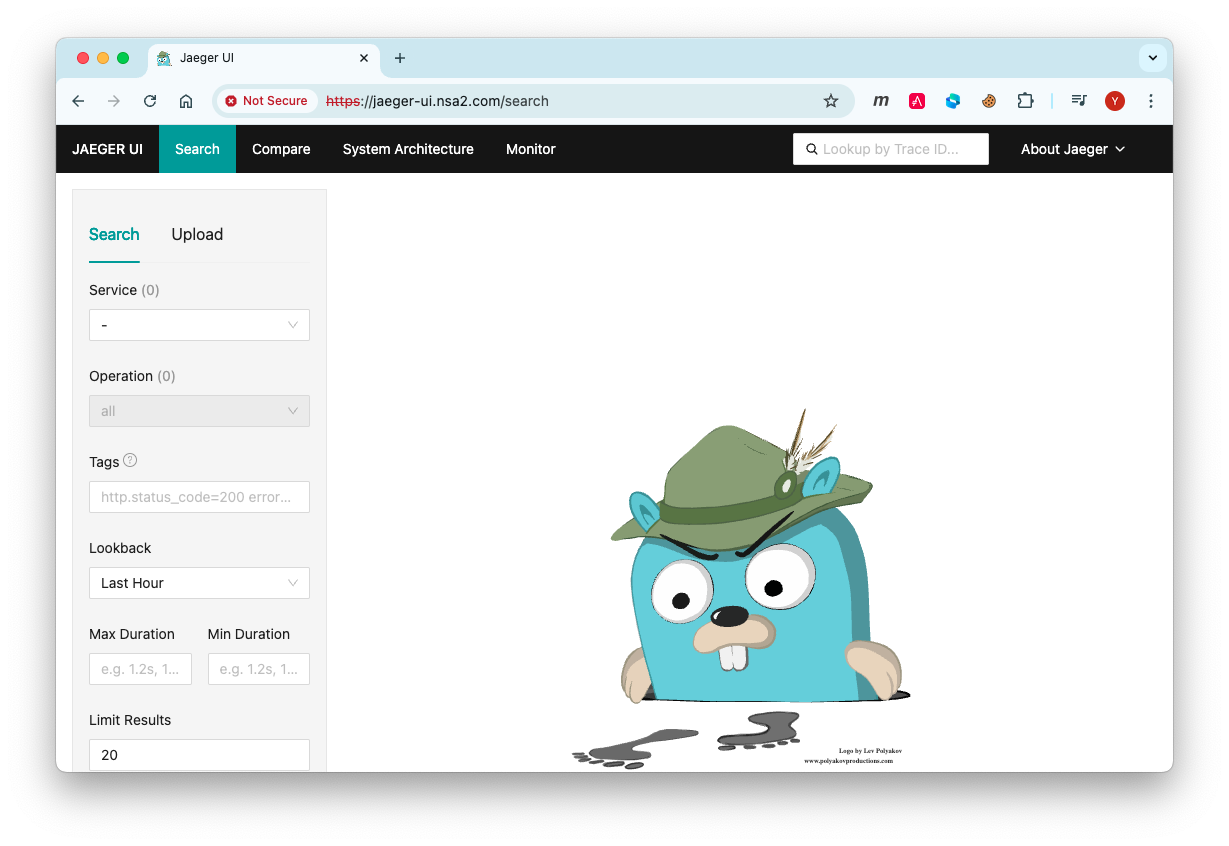 Jaeger UI
Not Secure https://jaeger-ui.nsa2.com/search
m
Y
JAEGER UI Search Compare System Architecture Monitor Lookup by Trace ID... About Jaeger
Search Upload
Service (0)
-
Operation (0)
all
Tags ?
http.status_code=200 error...
Lookback
Last Hour
Max Duration Min Duration
e.g. 1.2s, 1... e.g. 1.2s, 1...
Limit Results
20
Logo by Lev Polyakov
www.polyakovproductions.com